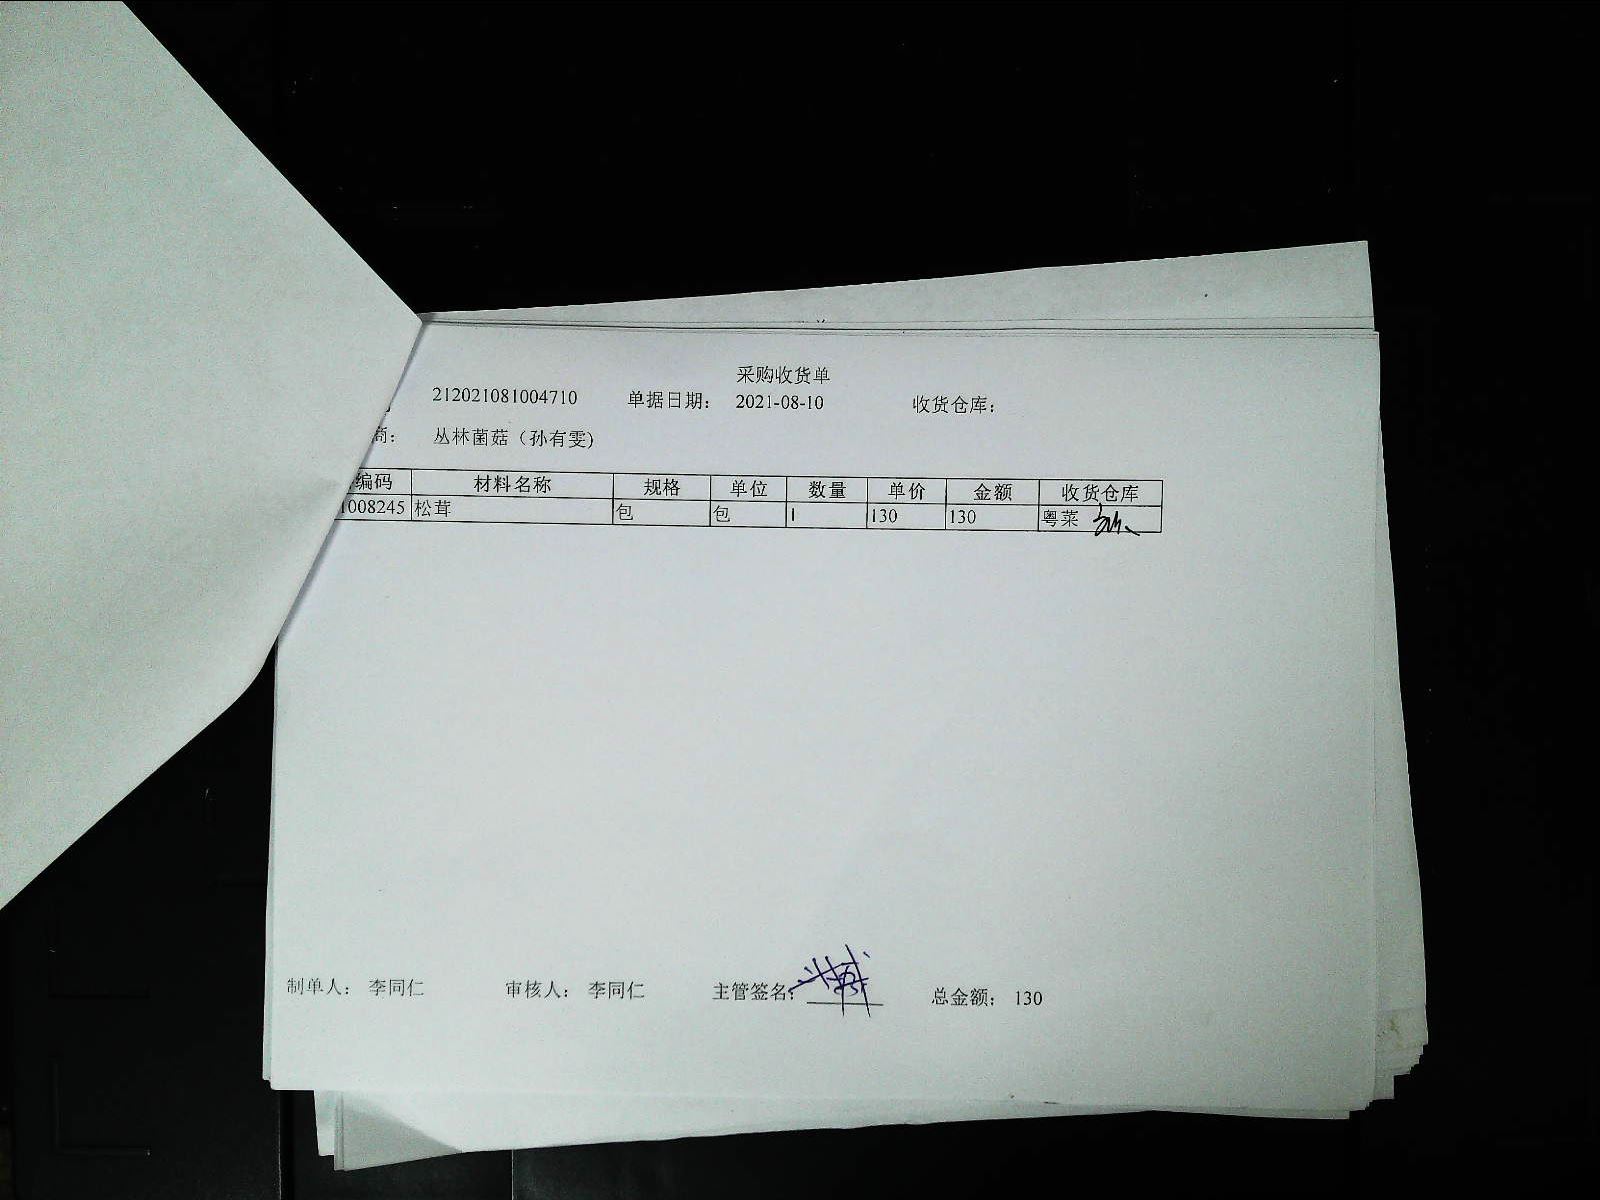 采购收货单
212021081004710 单据日期： 2021-08-10 收货仓库：
商： 丛林菌菇（孙有雯)
编码 材料名称 规格 单位 数量 单价 金额 收货仓库
1008245 松茸 包 包 1 130 130 粤菜
制单人： 李同仁 审核人： 李同仁 主管签名： 总金额： 130